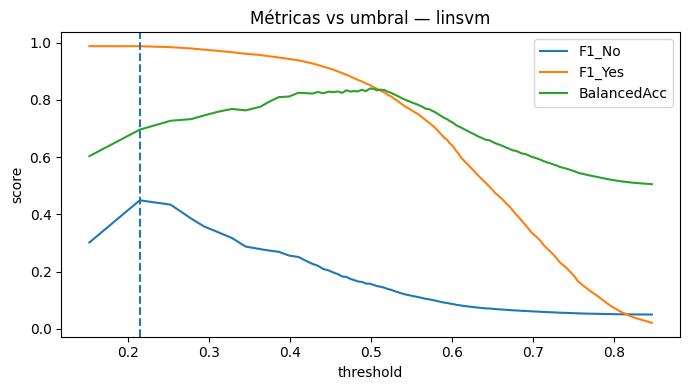 Métricas vs umbral — linsvm
F1_No
F1_Yes
BalancedAcc
score
1.0
0.8
0.6
0.4
0.2
0.0
0.2 0.3 0.4 0.5 0.6 0.7 0.8
threshold